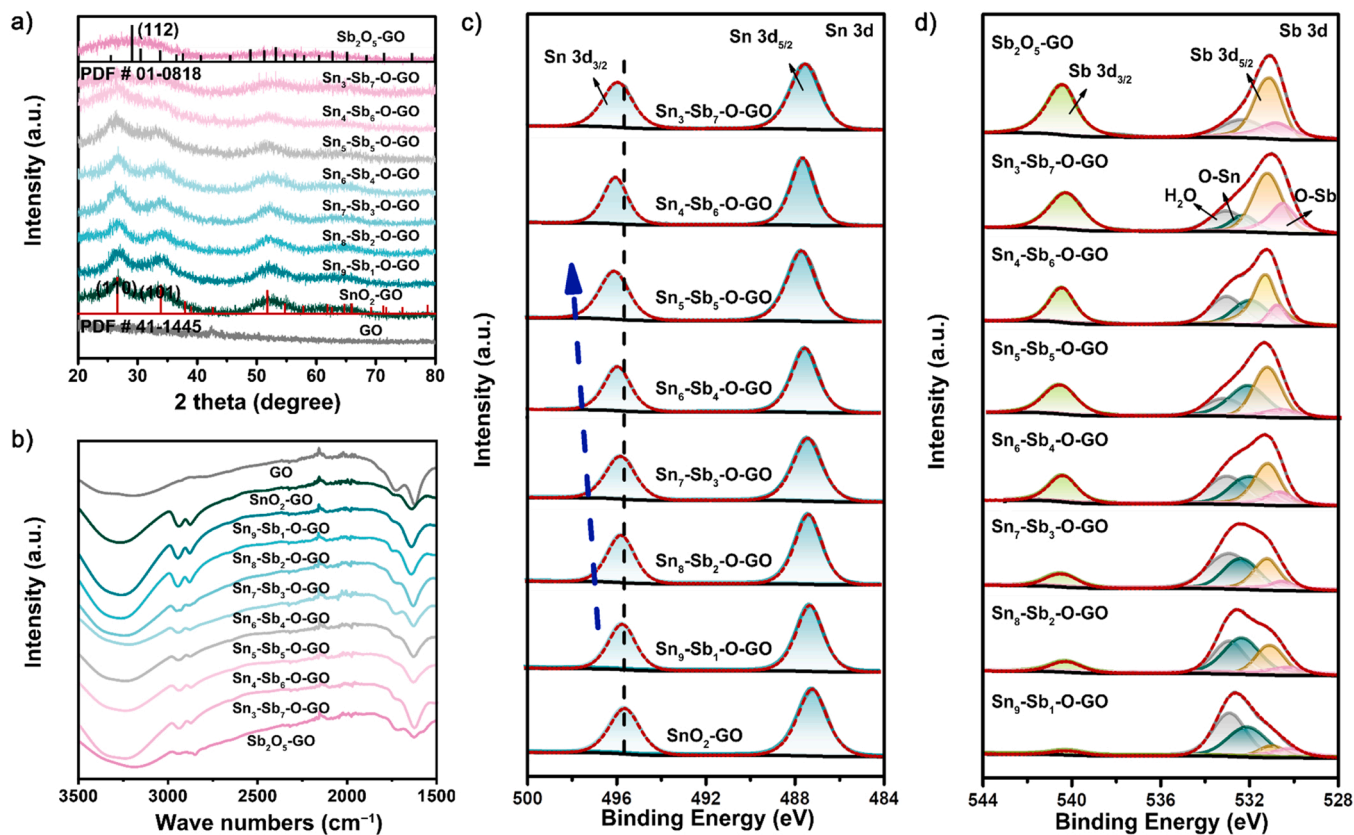 a)
Intensity (a.u.)
(112)
Sb₂O₅-GO
PDF # 01-0818
Sn₃-Sb₇-O-GO
Sn₄-Sb₆-O-GO
Sn₅-Sb₅-O-GO
Sn₆-Sb₄-O-GO
Sn₇-Sb₃-O-GO
Sn₈-Sb₂-O-GO
Sn₉-Sb₁-O-GO
(110) (101)
SnO₂-GO
PDF # 41-1445
GO
20 30 40 50 60 70 80
2 theta (degree)
b)
Intensity (a.u.)
GO
SnO₂-GO
Sn₉-Sb₁-O-GO
Sn₈-Sb₂-O-GO
Sn₇-Sb₃-O-GO
Sn₆-Sb₄-O-GO
Sn₅-Sb₅-O-GO
Sn₄-Sb₆-O-GO
Sn₃-Sb₇-O-GO
Sb₂O₅-GO
3500 3000 2500 2000 1500
Wave numbers (cm⁻¹)
c)
Intensity (a.u.)
Sn 3d
Sn 3d₃/₂
Sn 3d₅/₂
Sn₃-Sb₇-O-GO
Sn₄-Sb₆-O-GO
Sn₅-Sb₅-O-GO
Sn₆-Sb₄-O-GO
Sn₇-Sb₃-O-GO
Sn₈-Sb₂-O-GO
Sn₉-Sb₁-O-GO
SnO₂-GO
500 496 492 488 484
Binding Energy (eV)
d)
Intensity (a.u.)
Sb 3d
Sb₂O₅-GO
Sb 3d₃/₂
Sb 3d₅/₂
Sn₃-Sb₇-O-GO
H₂O
O-Sn
O-Sb
Sn₄-Sb₆-O-GO
Sn₅-Sb₅-O-GO
Sn₆-Sb₄-O-GO
Sn₇-Sb₃-O-GO
Sn₈-Sb₂-O-GO
Sn₉-Sb₁-O-GO
544 540 536 532 528
Binding Energy (eV)